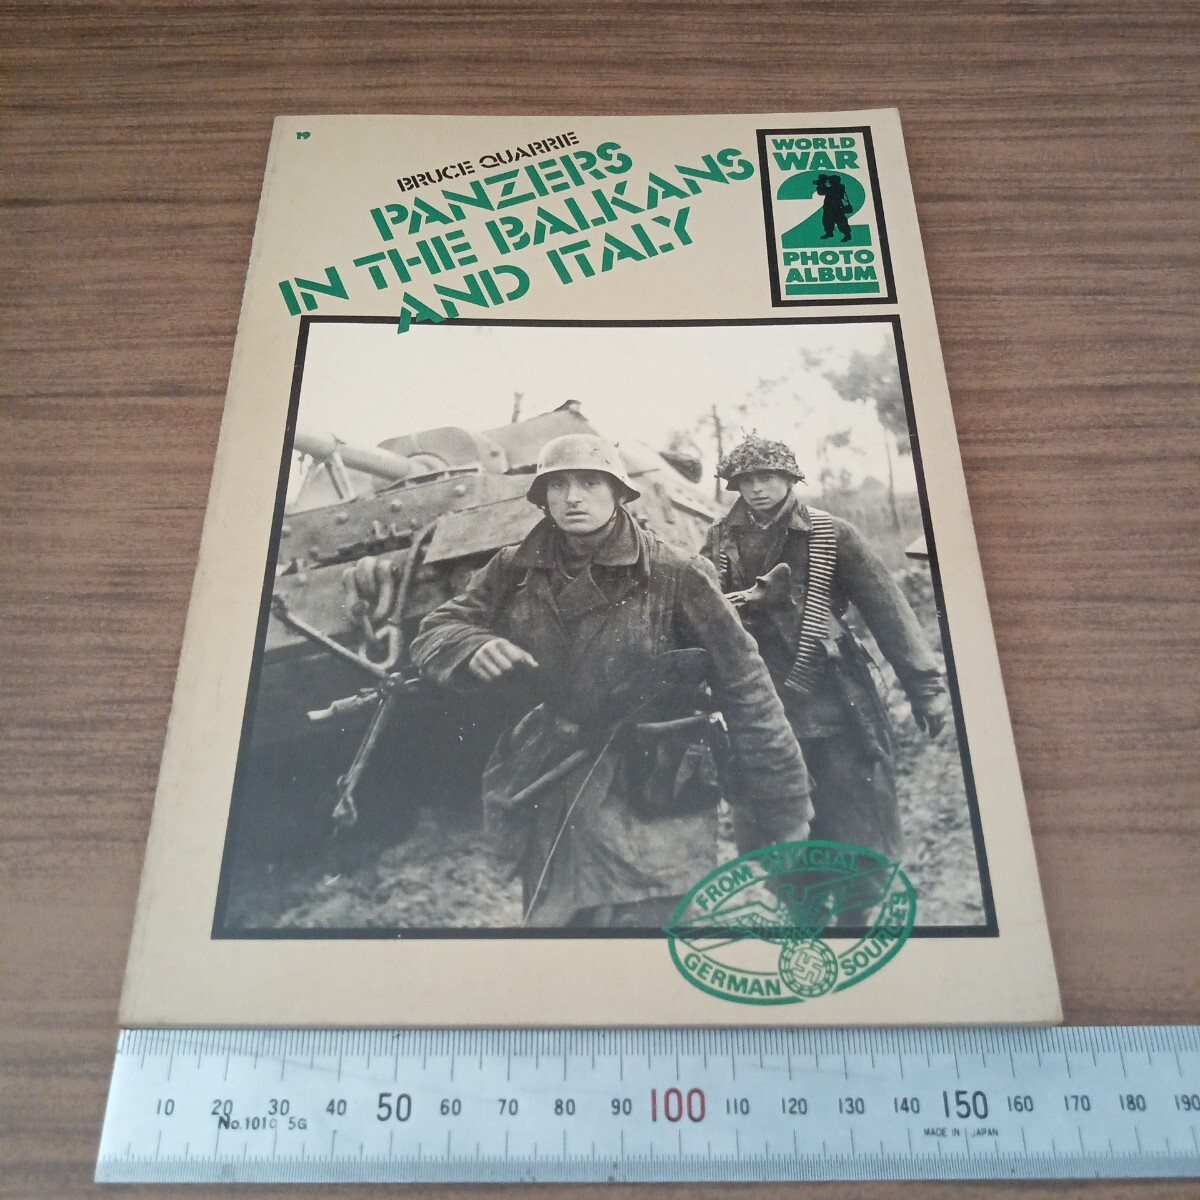 19
BRUCE QUARRIE
PANZERS
IN THE BALKANS
AND ITALY
WORLD
WAR
2
PHOTO
ALBUM
FROM OFFICIAL
GERMAN SOURCES
10 20 30 40 50 60 70 80 90 100 110 120 130 140 150 160 170 180 190
No.101C 5G
MADE IN JAPAN